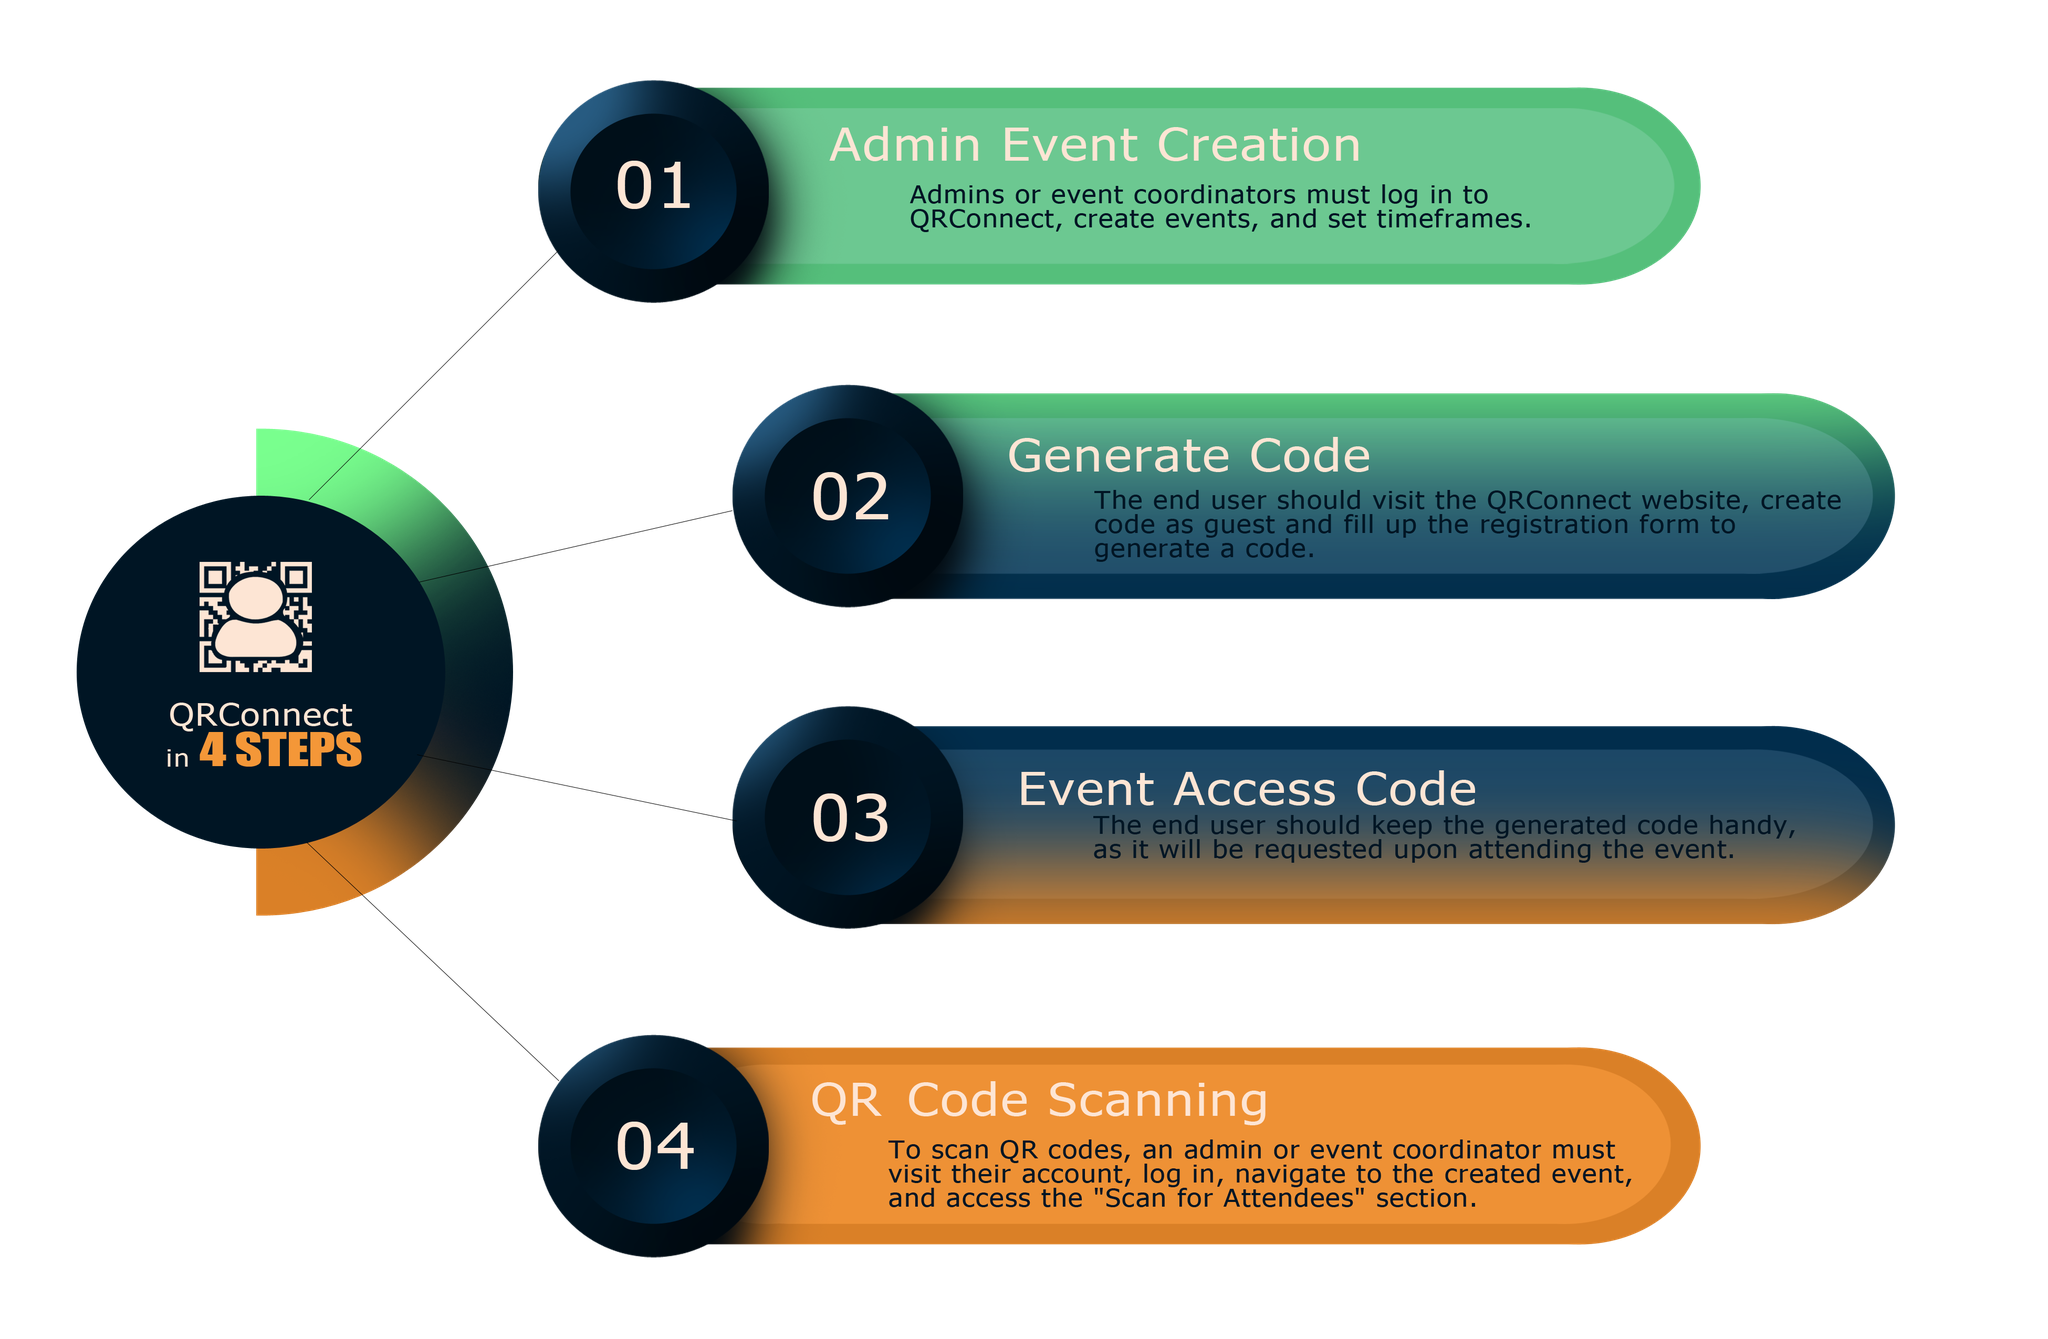 01
Admin Event Creation
Admins or event coordinators must log in to
QRConnect, create events, and set timeframes.
02
Generate Code
The end user should visit the QRConnect website, create
code as guest and fill up the registration form to
generate a code.
QRConnect
in 4 STEPS
03
Event Access Code
The end user should keep the generated code handy,
as it will be requested upon attending the event.
04
QR Code Scanning
To scan QR codes, an admin or event coordinator must
visit their account, log in, navigate to the created event,
and access the "Scan for Attendees" section.